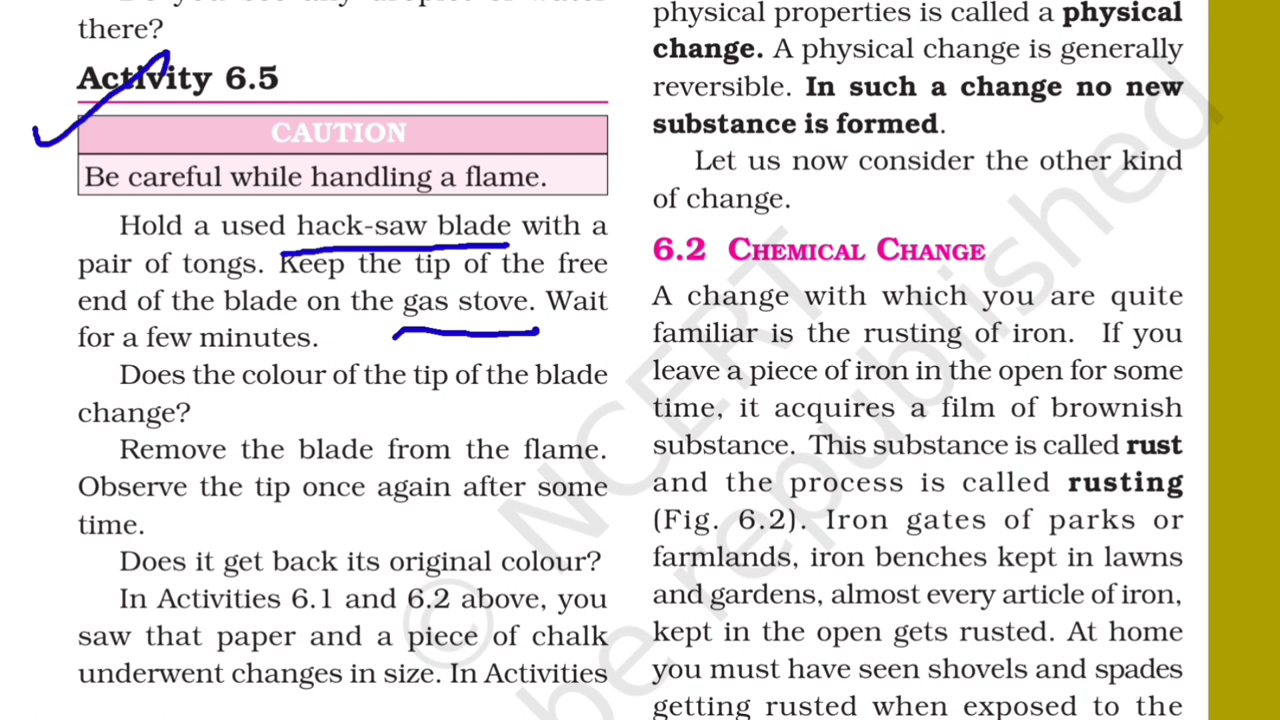 there?
Activity 6.5
CAUTION
Be careful while handling a flame.
Hold a used hack-saw blade with a
pair of tongs. Keep the tip of the free
end of the blade on the gas stove. Wait
for a few minutes.
Does the colour of the tip of the blade
change?
Remove the blade from the flame.
Observe the tip once again after some
time.
Does it get back its original colour?
In Activities 6.1 and 6.2 above, you
saw that paper and a piece of chalk
underwent changes in size. In Activities
physical properties is called a physical
change. A physical change is generally
reversible. In such a change no new
substance is formed.
Let us now consider the other kind
of change.
6.2 CHEMICAL CHANGE
A change with which you are quite
familiar is the rusting of iron. If you
leave a piece of iron in the open for some
time, it acquires a film of brownish
substance. This substance is called rust
and the process is called rusting
(Fig. 6.2). Iron gates of parks or
farmlands, iron benches kept in lawns
and gardens, almost every article of iron,
kept in the open gets rusted. At home
you must have seen shovels and spades
getting rusted when exposed to the
© NCERT
be republished